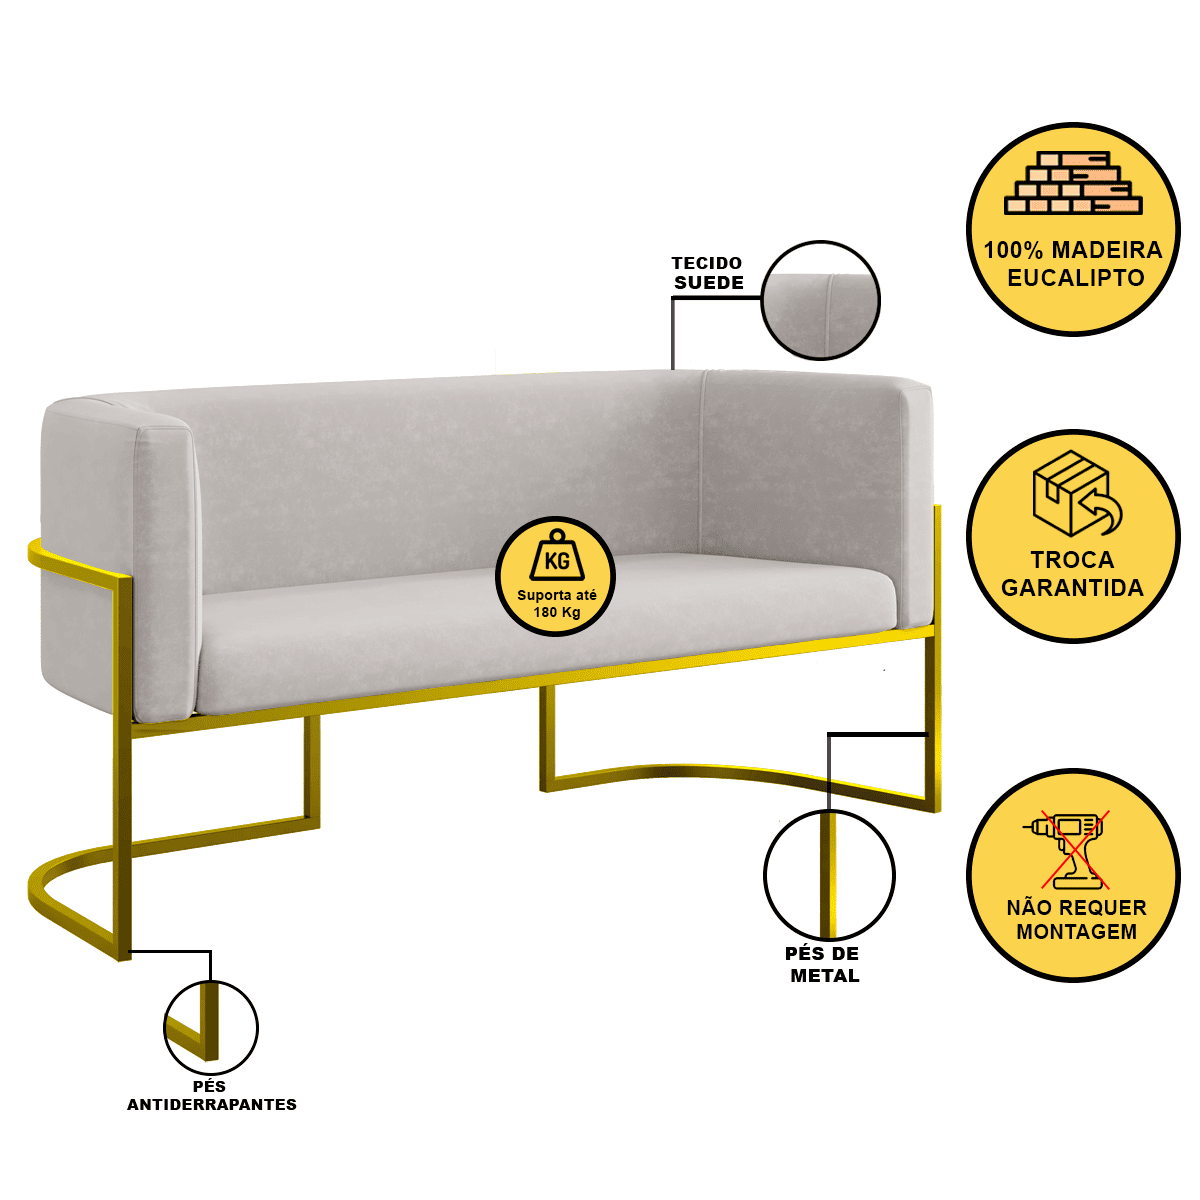 100% MADEIRA
EUCALIPTO
TECIDO
SUEDE
TROCA
GARANTIDA
KG
Suporta até
180 Kg
NÃO REQUER
MONTAGEM
PÉS DE
METAL
PÉS
ANTIDERRAPANTES